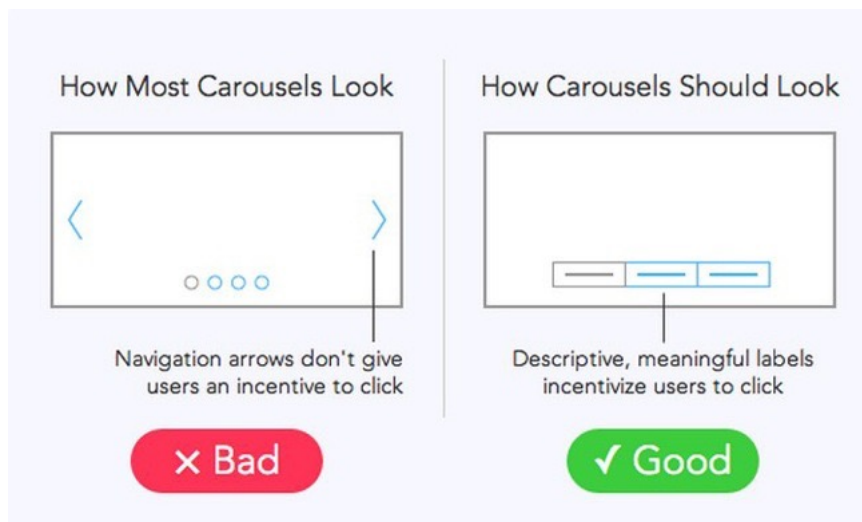 How Most Carousels Look
Navigation arrows don't give
users an incentive to click
✕ Bad
How Carousels Should Look
Descriptive, meaningful labels
incentivize users to click
✓ Good